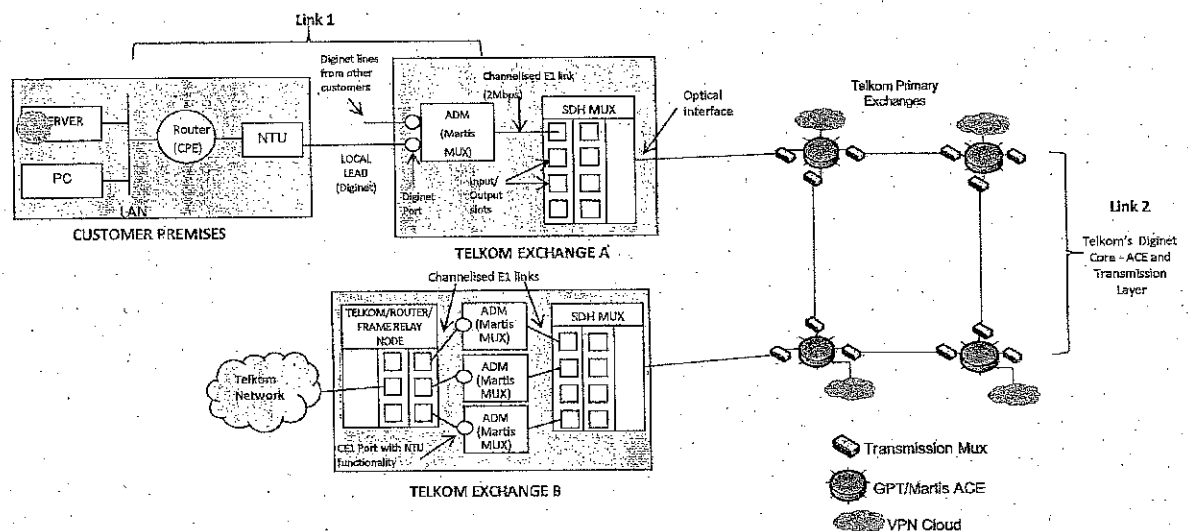 Link 1
Diginet lines
from other
customers
Channelised E1 link
(2Mbps)
SDH MUX
Optical
interface
Telkom Primary
Exchanges
SERVER
PC
Router
(CPE)
NTU
LAN
CUSTOMER PREMISES
LOCAL
LEAD
(Diginet)
Diginet
Port
ADM
(Martis
MUX)
Input/
Output
slots
TELKOM EXCHANGE A
Link 2
Telkom's Diginet
Core - ACE and
Transmission
Layer
Channelised E1 links
TELKOM/ROUTER/
FRAME RELAY
NODE
ADM
(Martis
MUX)
ADM
(Martis
MUX)
ADM
(Martis
MUX)
SDH MUX
Telkom
Network
CE1 Port with NTU
functionality
TELKOM EXCHANGE B
Transmission Mux
GPT/Martis ACE
VPN Cloud